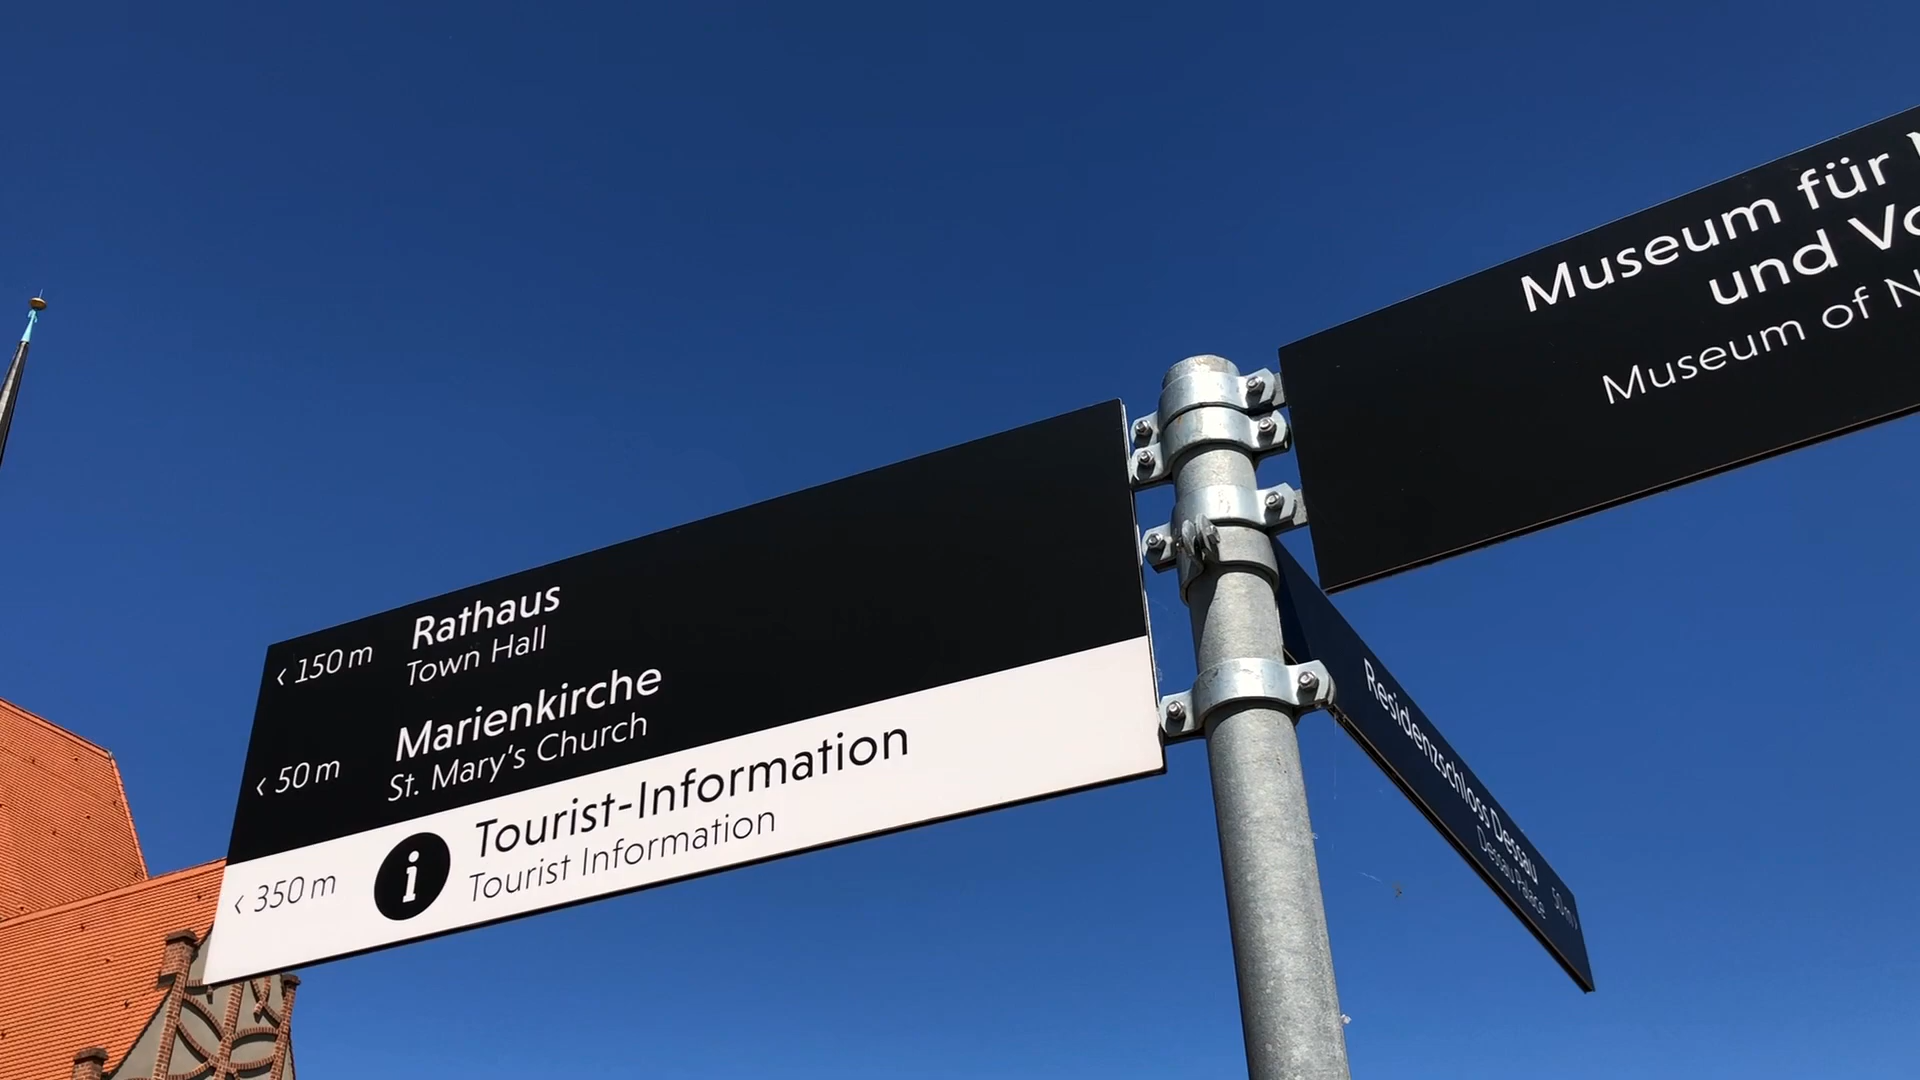 ‹ 150 m Rathaus
Town Hall
‹ 50 m Marienkirche
St. Mary's Church
‹ 350 m i Tourist-Information
Tourist Information
Museum für
und
Museum of
Residenzschloss Dessau
Dessau Palace
50 m ›